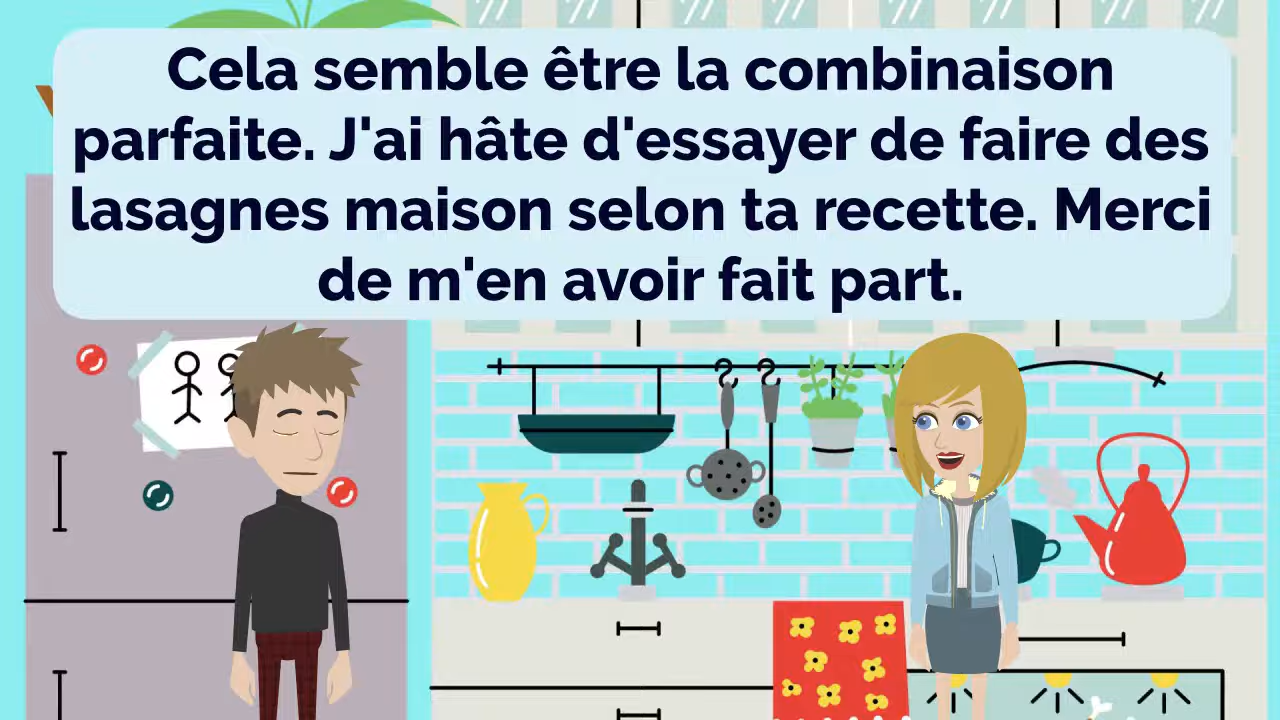 Cela semble être la combinaison
parfaite. J'ai hâte d'essayer de faire des
lasagnes maison selon ta recette. Merci
de m'en avoir fait part.